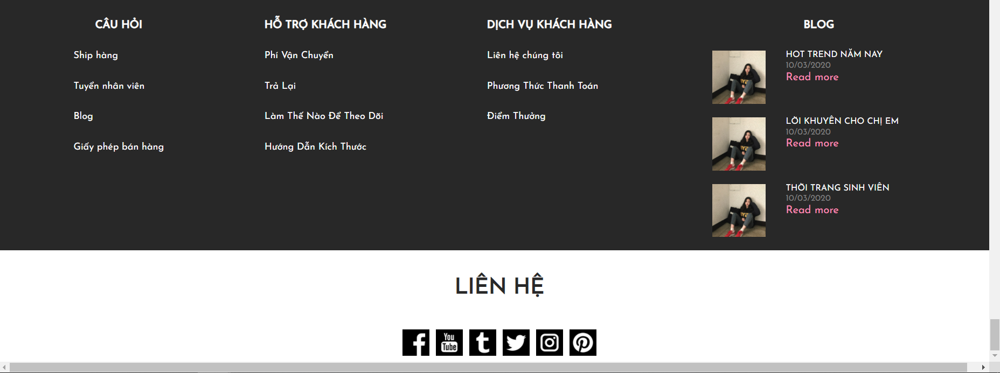 CÂU HỎI
Ship hàng
Tuyển nhân viên
Blog
Giấy phép bán hàng
HỖ TRỢ KHÁCH HÀNG
Phí Vận Chuyển
Trả Lại
Làm Thế Nào Để Theo Dõi
Hướng Dẫn Kích Thước
DỊCH VỤ KHÁCH HÀNG
Liên hệ chúng tôi
Phương Thức Thanh Toán
Điểm Thưởng
BLOG
HOT TREND NĂM NAY
10/03/2020
Read more
LỜI KHUYÊN CHO CHỊ EM
10/03/2020
Read more
THỜI TRANG SINH VIÊN
10/03/2020
Read more
LIÊN HỆ
You
Tube